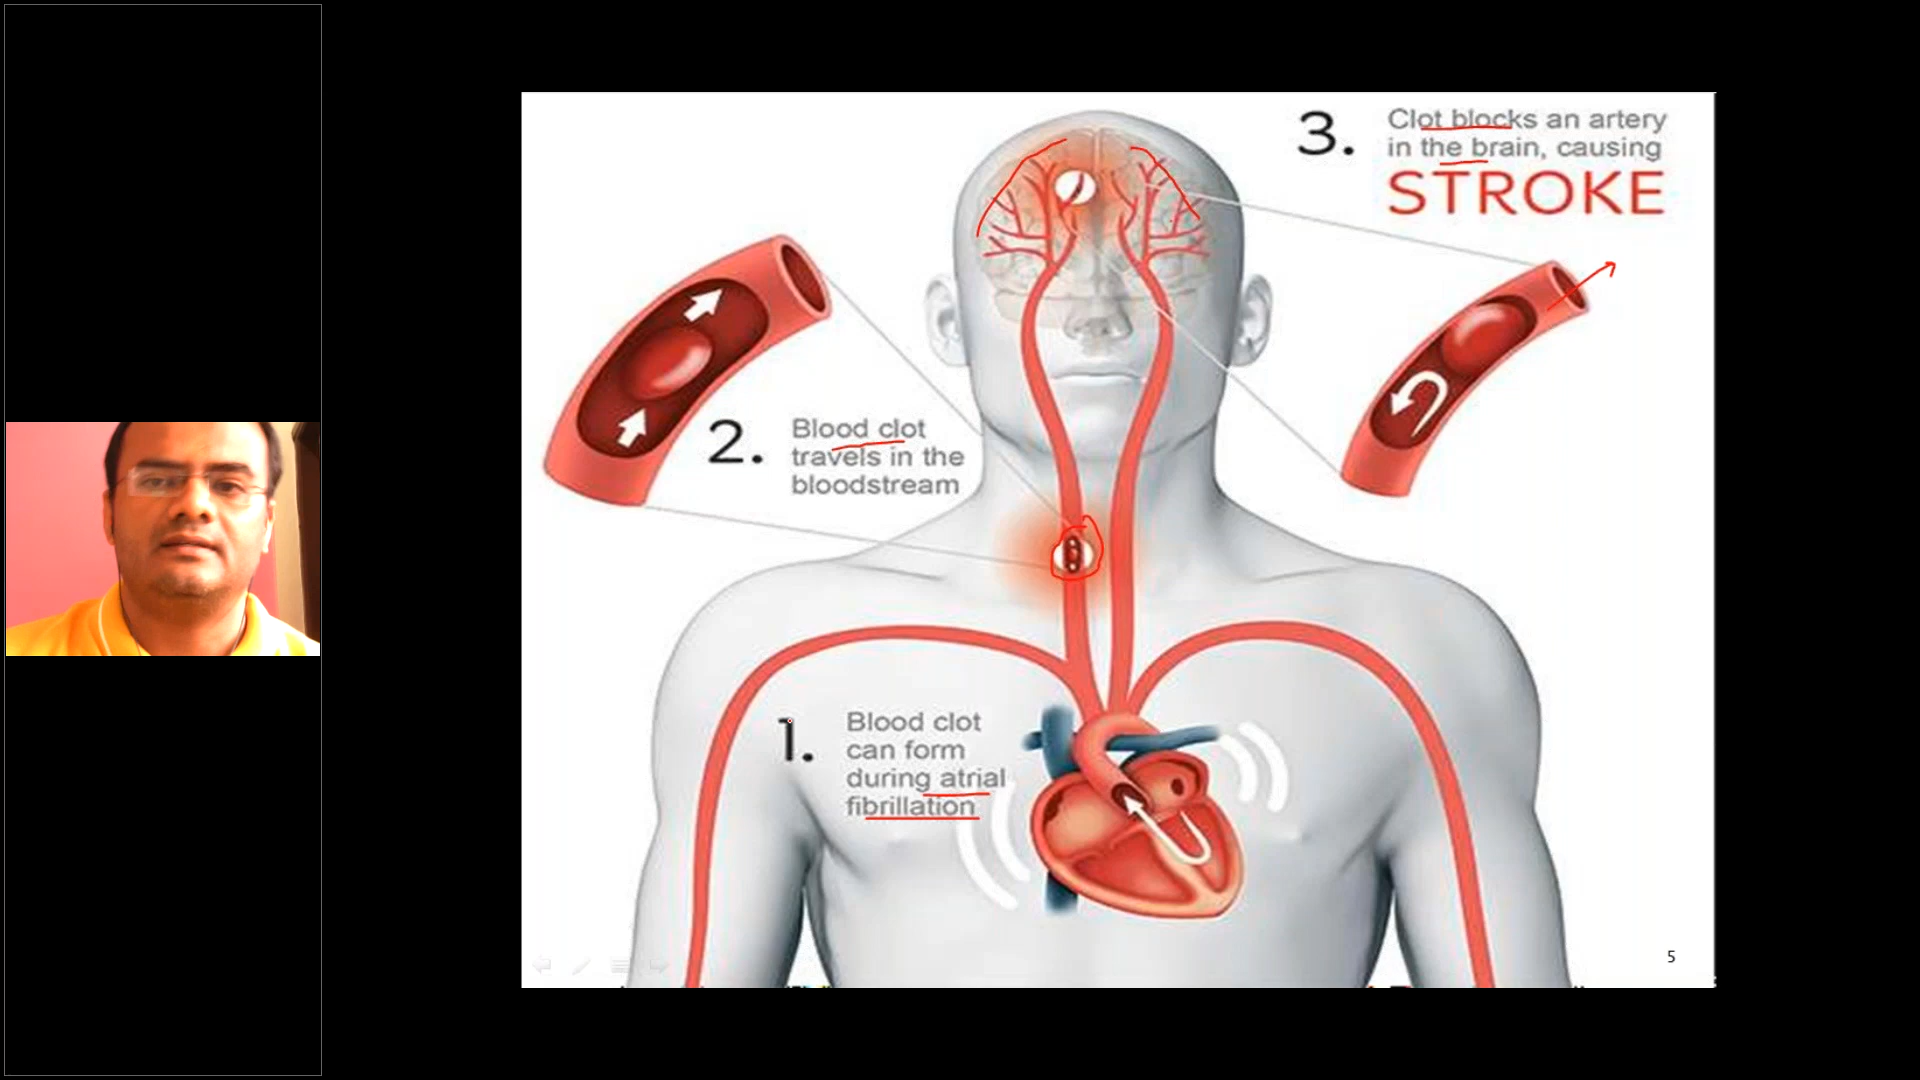 3.
Clot blocks an artery
in the brain, causing
STROKE
2.
Blood clot
travels in the
bloodstream
1.
Blood clot
can form
during atrial
fibrillation
5